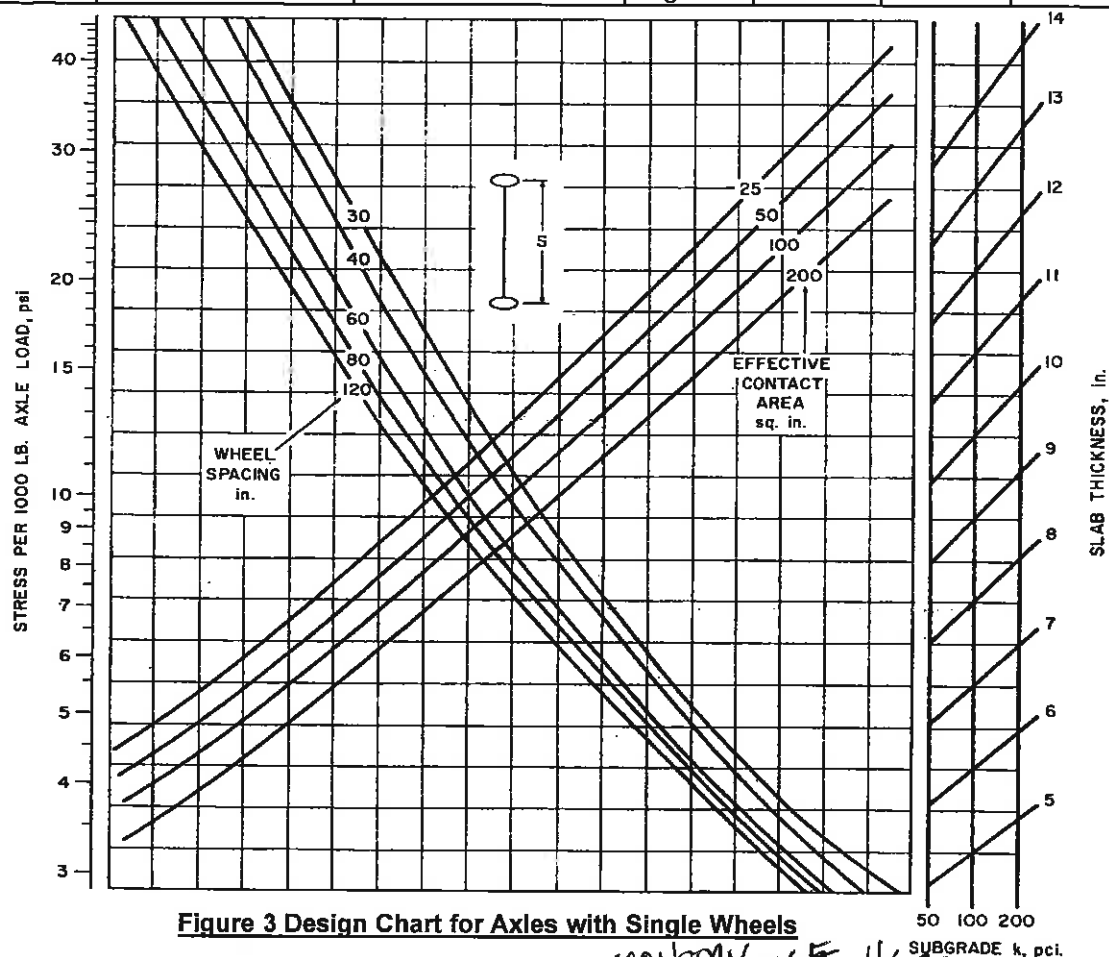 40
30
20
15
10
9
8
7
6
5
4
3
STRESS PER 1000 LB. AXLE LOAD, psi
30
40
60
80
120
WHEEL
SPACING
in.
S
25
50
100
200
EFFECTIVE
CONTACT
AREA
sq. in.
14
13
12
11
10
9
8
7
6
5
SLAB THICKNESS, in.
50 100 200
SUBGRADE k, pci.
Figure 3 Design Chart for Axles with Single Wheels